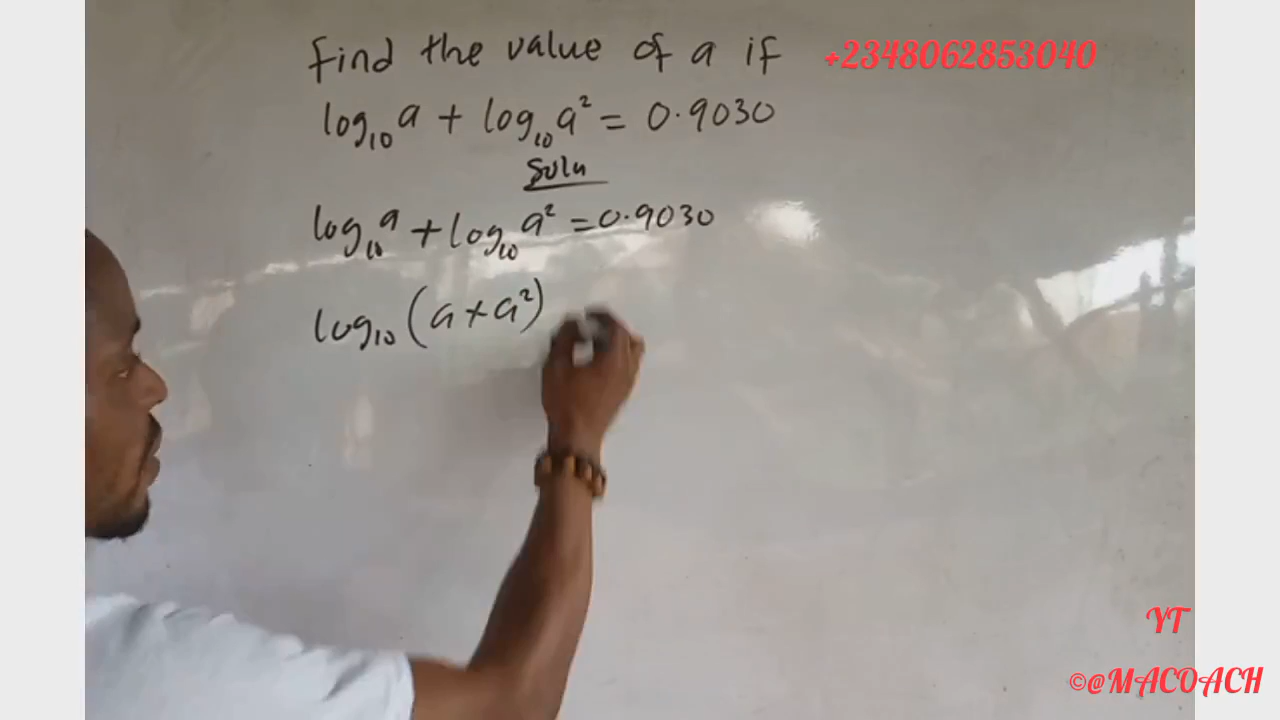 Find the value of a if
+2348062853040
log₁₀a + log₁₀a² = 0.9030
Soln
log₁₀a + log₁₀a² = 0.9030
log₁₀(a×a²)
YT
©@MACOACH